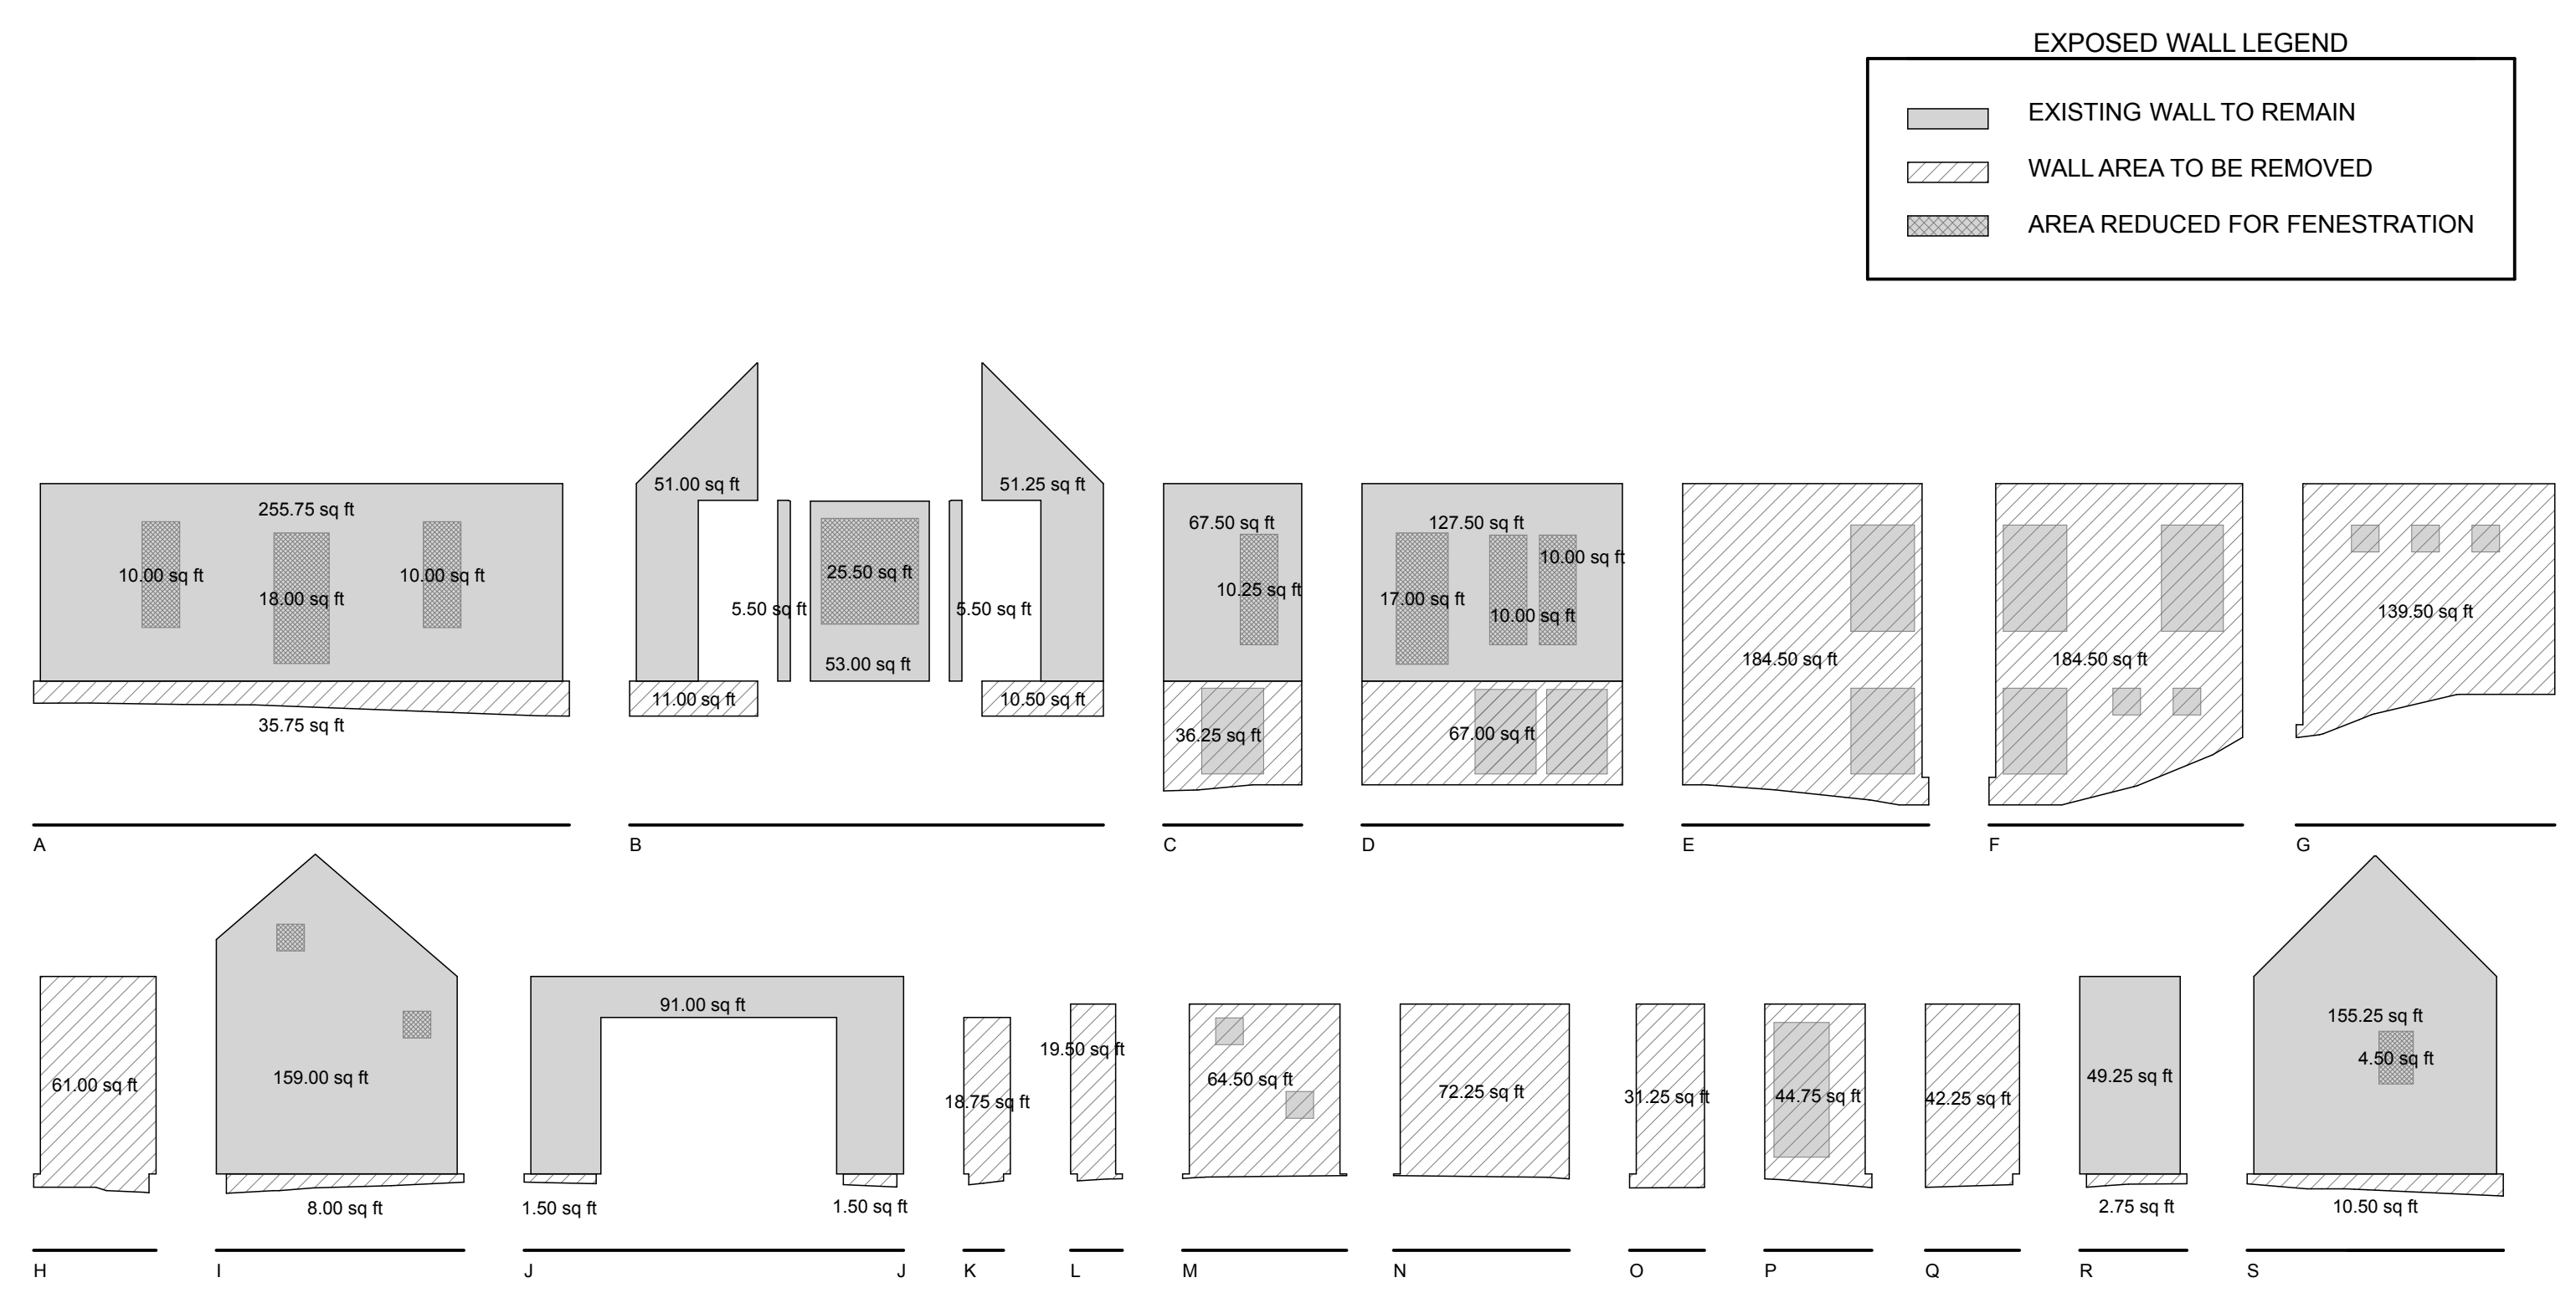 EXPOSED WALL LEGEND
EXISTING WALL TO REMAIN
WALL AREA TO BE REMOVED
AREA REDUCED FOR FENESTRATION
255.75 sq ft
10.00 sq ft
18.00 sq ft
10.00 sq ft
35.75 sq ft
51.00 sq ft
51.25 sq ft
5.50 sq ft
25.50 sq ft
5.50 sq ft
53.00 sq ft
11.00 sq ft
10.50 sq ft
67.50 sq ft
10.25 sq ft
36.25 sq ft
127.50 sq ft
10.00 sq ft
17.00 sq ft
10.00 sq ft
67.00 sq ft
184.50 sq ft
184.50 sq ft
139.50 sq ft
A
B
C
D
E
F
G
61.00 sq ft
159.00 sq ft
8.00 sq ft
91.00 sq ft
1.50 sq ft
1.50 sq ft
18.75 sq ft
19.50 sq ft
64.50 sq ft
72.25 sq ft
31.25 sq ft
44.75 sq ft
42.25 sq ft
49.25 sq ft
2.75 sq ft
155.25 sq ft
4.50 sq ft
10.50 sq ft
H
I
J
J
K
L
M
N
O
P
Q
R
S